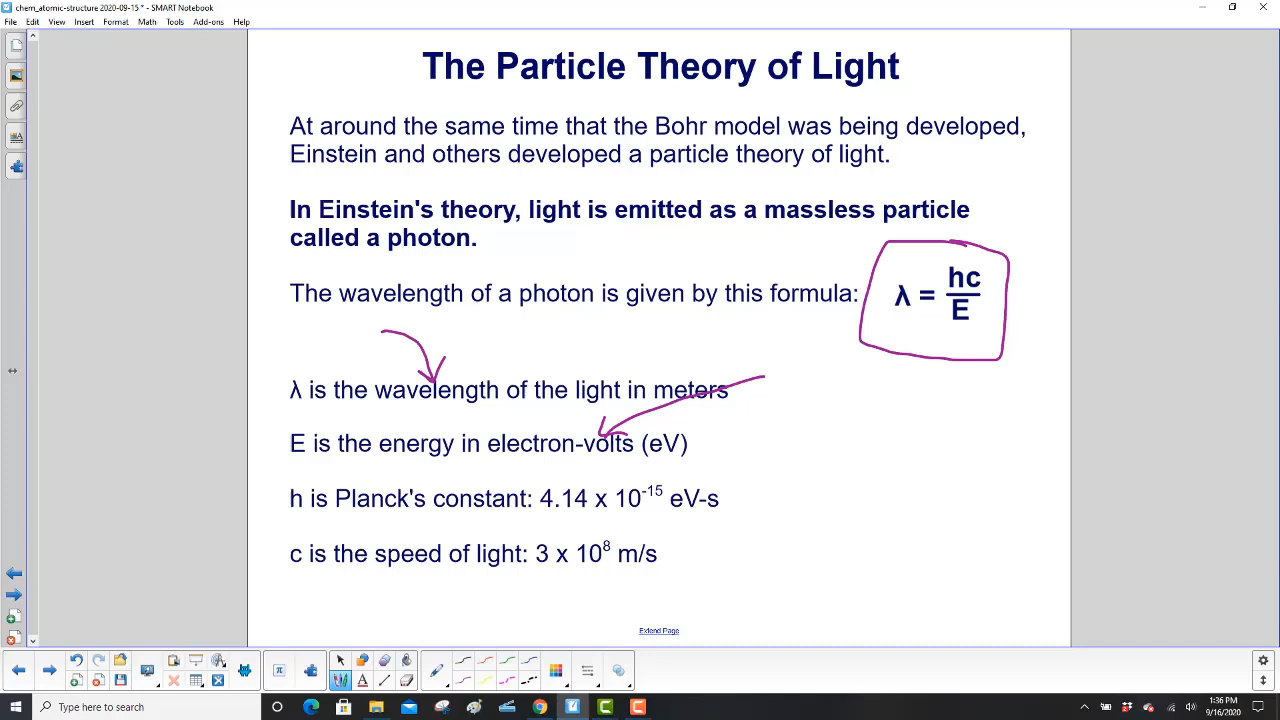 chem_atomic-structure 2020-09-15 * - SMART Notebook
File Edit View Insert Format Math Tools Add-ons Help
The Particle Theory of Light
At around the same time that the Bohr model was being developed,
Einstein and others developed a particle theory of light.
In Einstein's theory, light is emitted as a massless particle
called a photon.
The wavelength of a photon is given by this formula: λ = hc/E
λ is the wavelength of the light in meters
E is the energy in electron-volts (eV)
h is Planck's constant: 4.14 x 10⁻¹⁵ eV-s
c is the speed of light: 3 x 10⁸ m/s
Extend Page
Type here to search
1:36 PM
9/16/2020